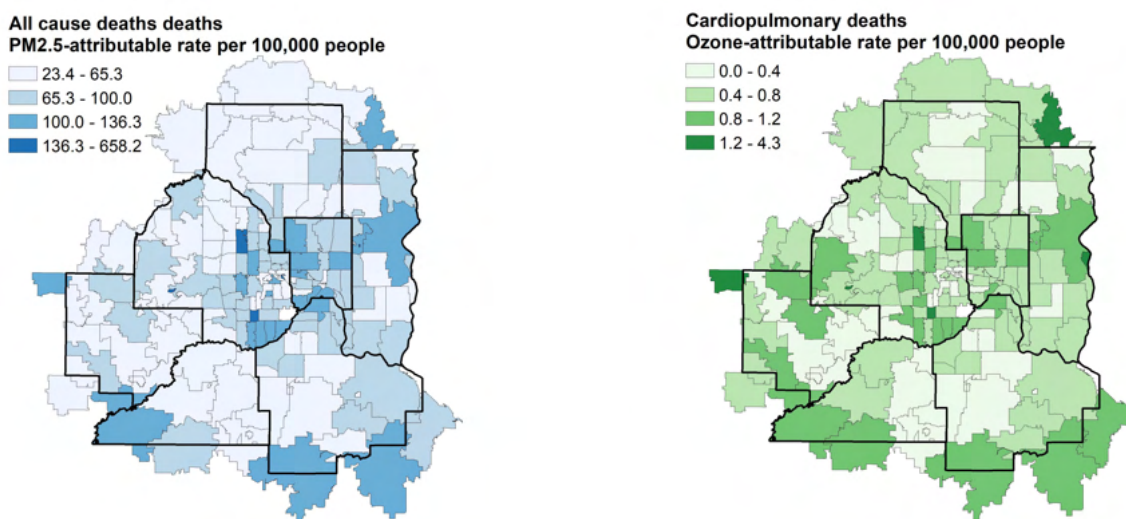 All cause deaths deaths
PM2.5-attributable rate per 100,000 people
23.4 - 65.3
65.3 - 100.0
100.0 - 136.3
136.3 - 658.2
Cardiopulmonary deaths
Ozone-attributable rate per 100,000 people
0.0 - 0.4
0.4 - 0.8
0.8 - 1.2
1.2 - 4.3